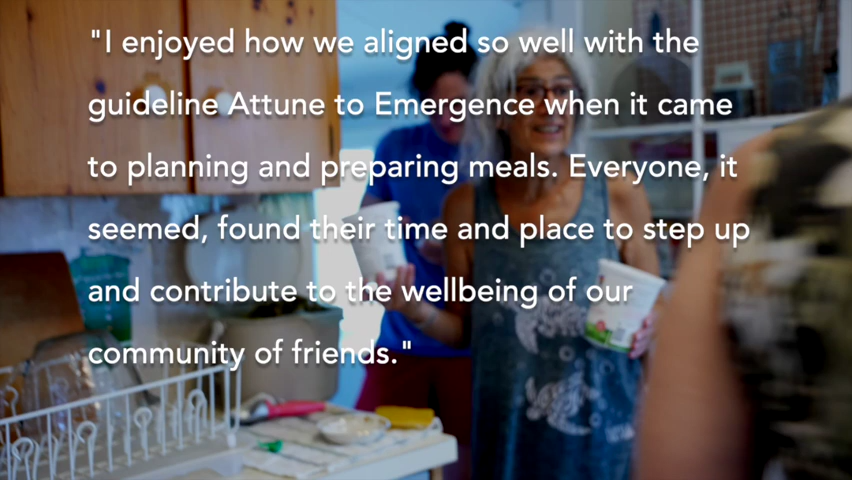 "I enjoyed how we aligned so well with the
guideline Attune to Emergence when it came
to planning and preparing meals. Everyone, it
seemed, found their time and place to step up
and contribute to the wellbeing of our
community of friends."